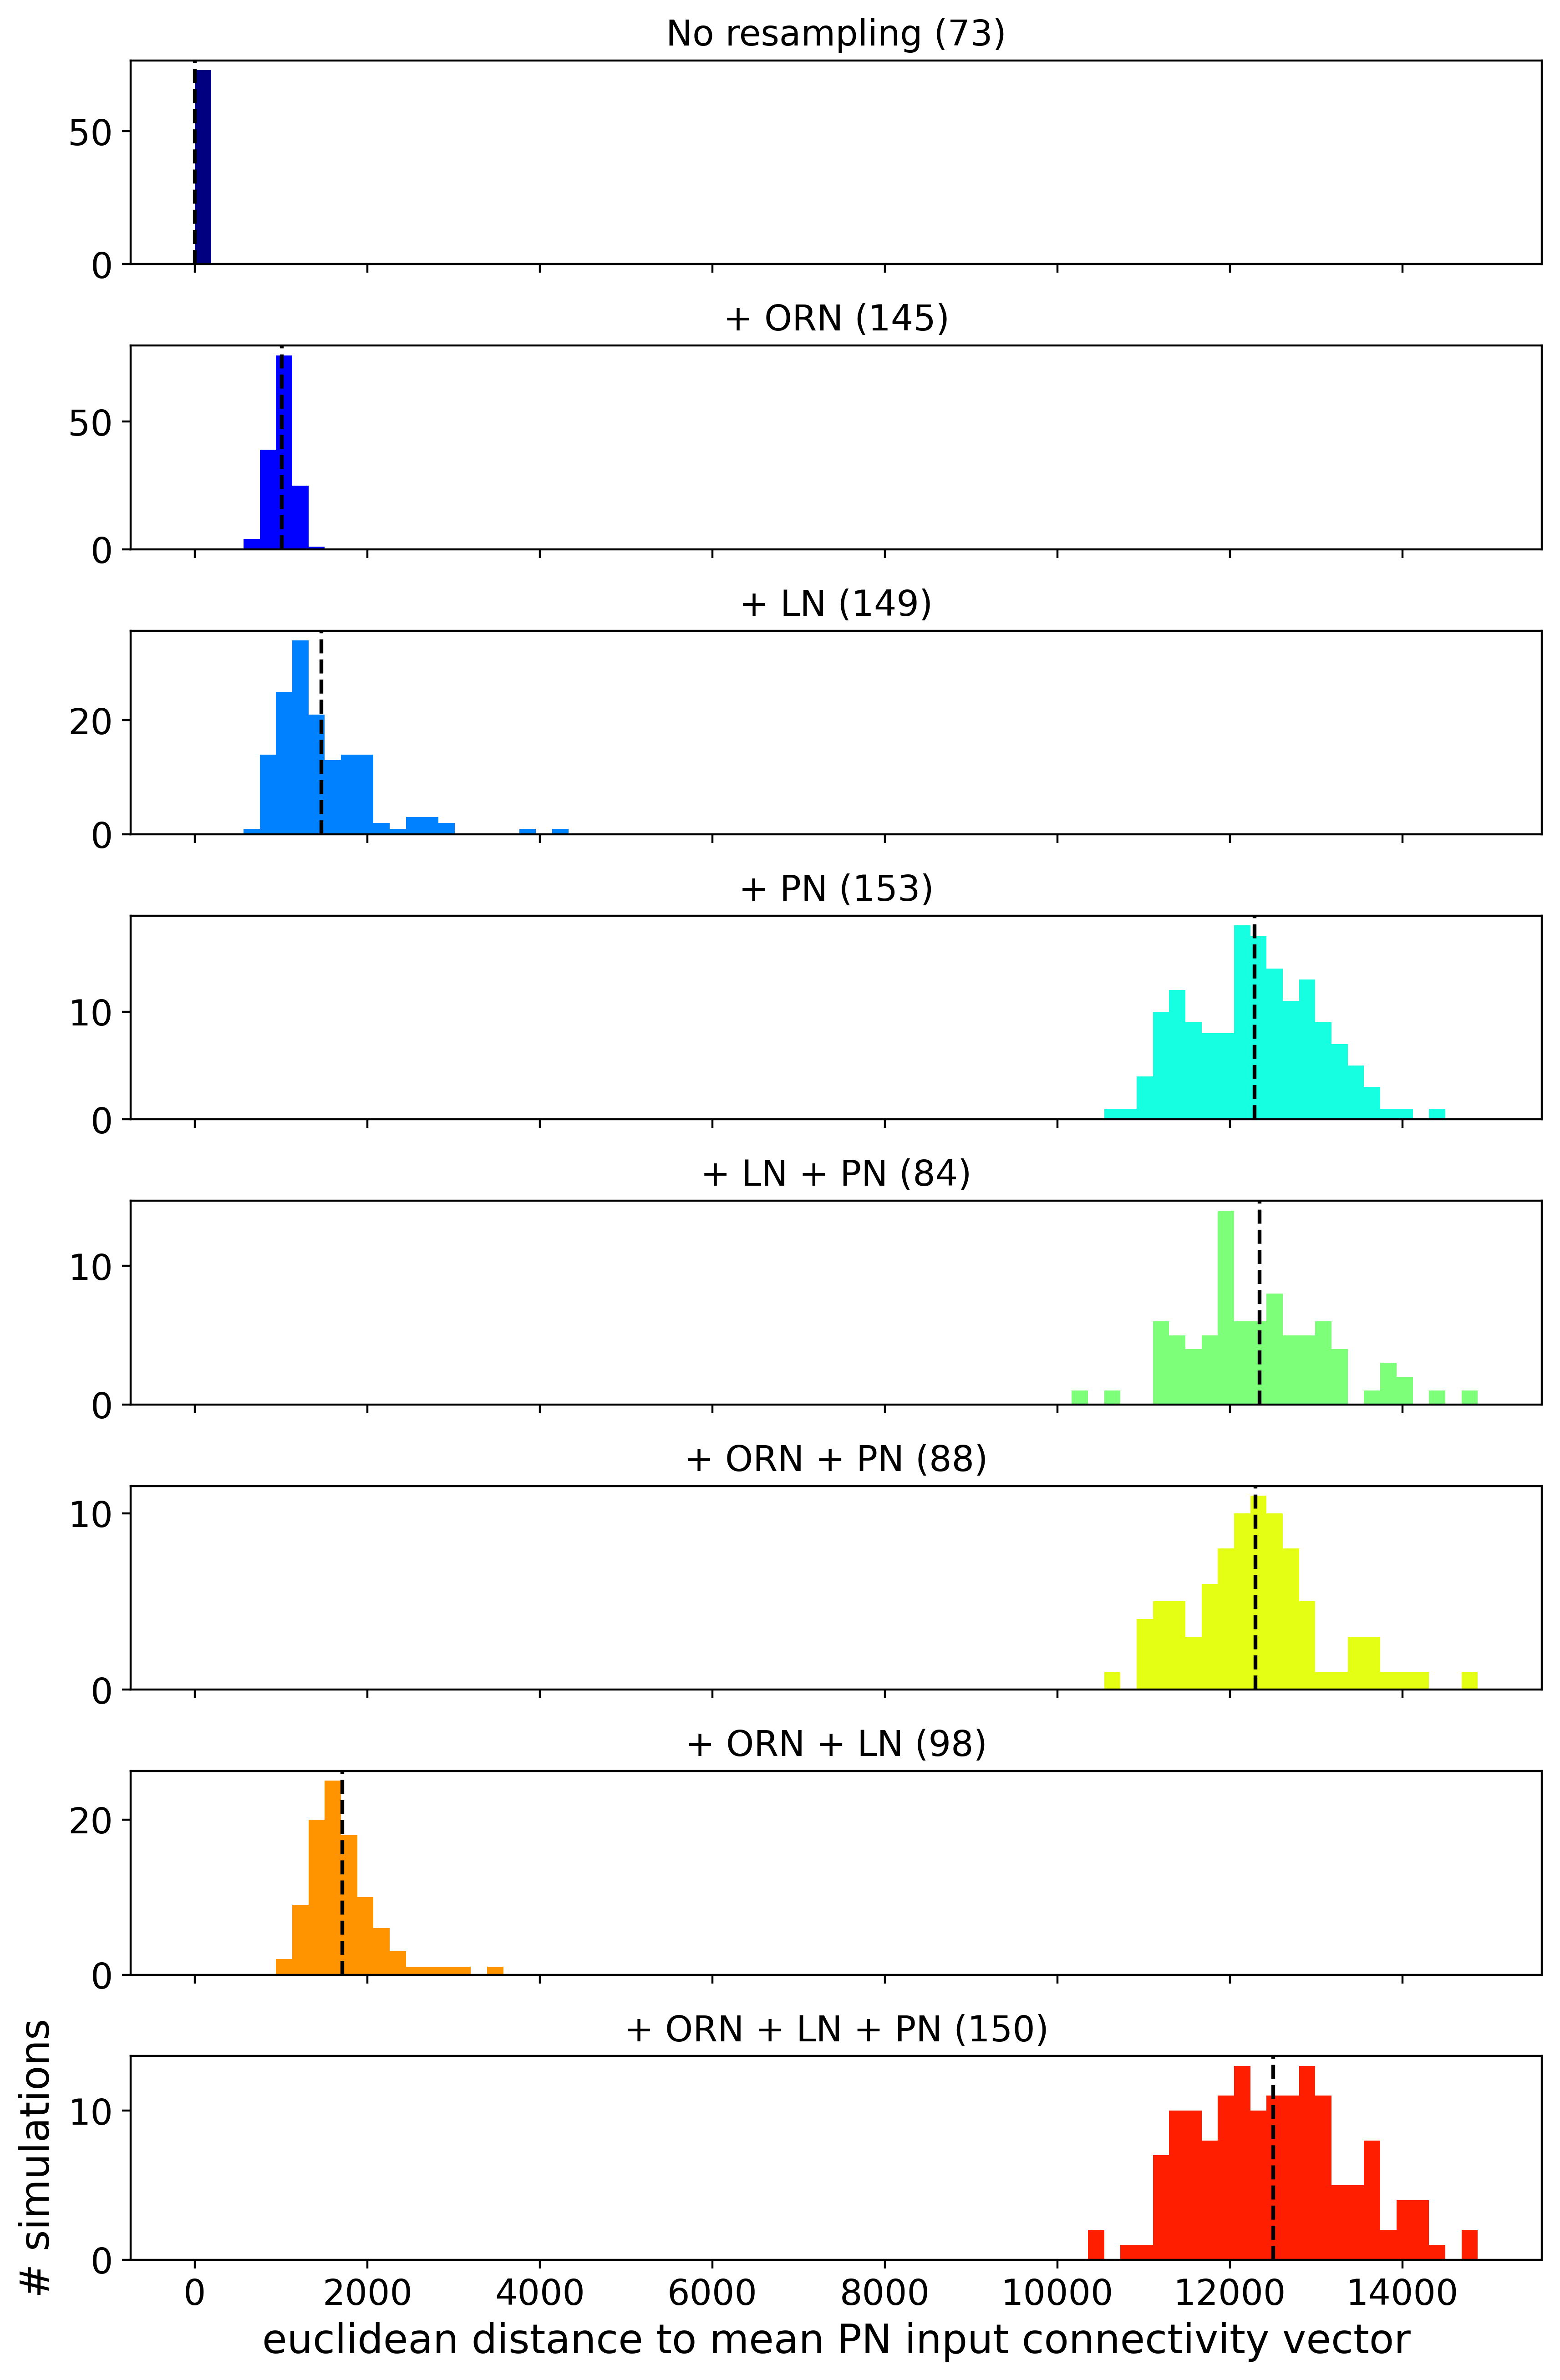 No resampling (73)
50
0
+ ORN (145)
50
0
+ LN (149)
20
0
+ PN (153)
10
0
+ LN + PN (84)
10
0
+ ORN + PN (88)
10
0
+ ORN + LN (98)
20
0
+ ORN + LN + PN (150)
10
0
# simulations
0 2000 4000 6000 8000 10000 12000 14000
euclidean distance to mean PN input connectivity vector